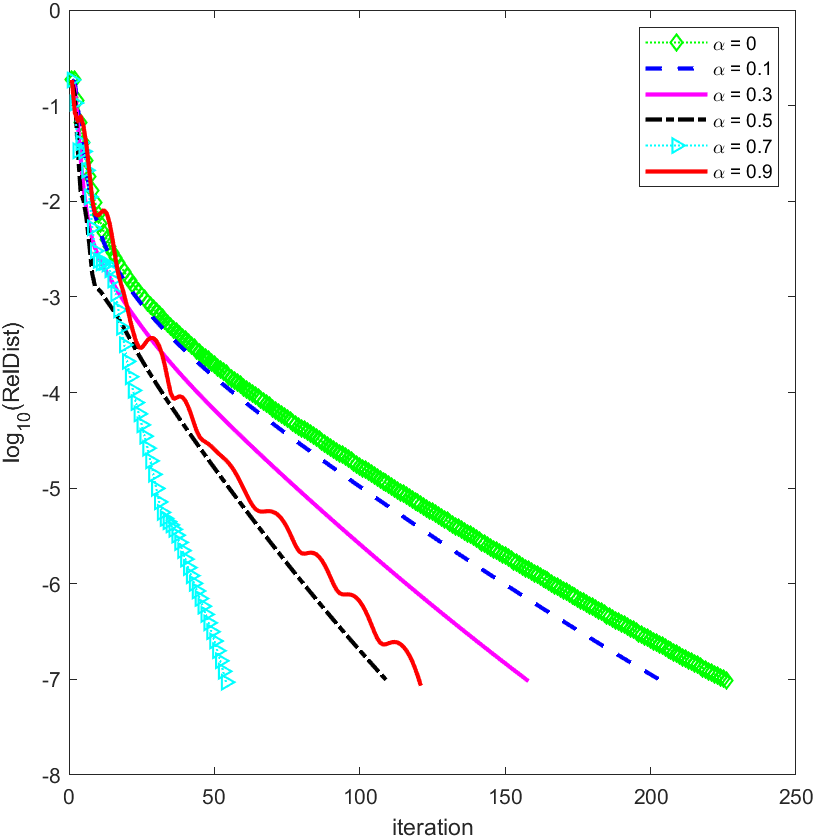 0
-1
-2
-3
-4
-5
-6
-7
-8
0
50
100
150
200
250
iteration
log10(RelDist)
α = 0
α = 0.1
α = 0.3
α = 0.5
α = 0.7
α = 0.9